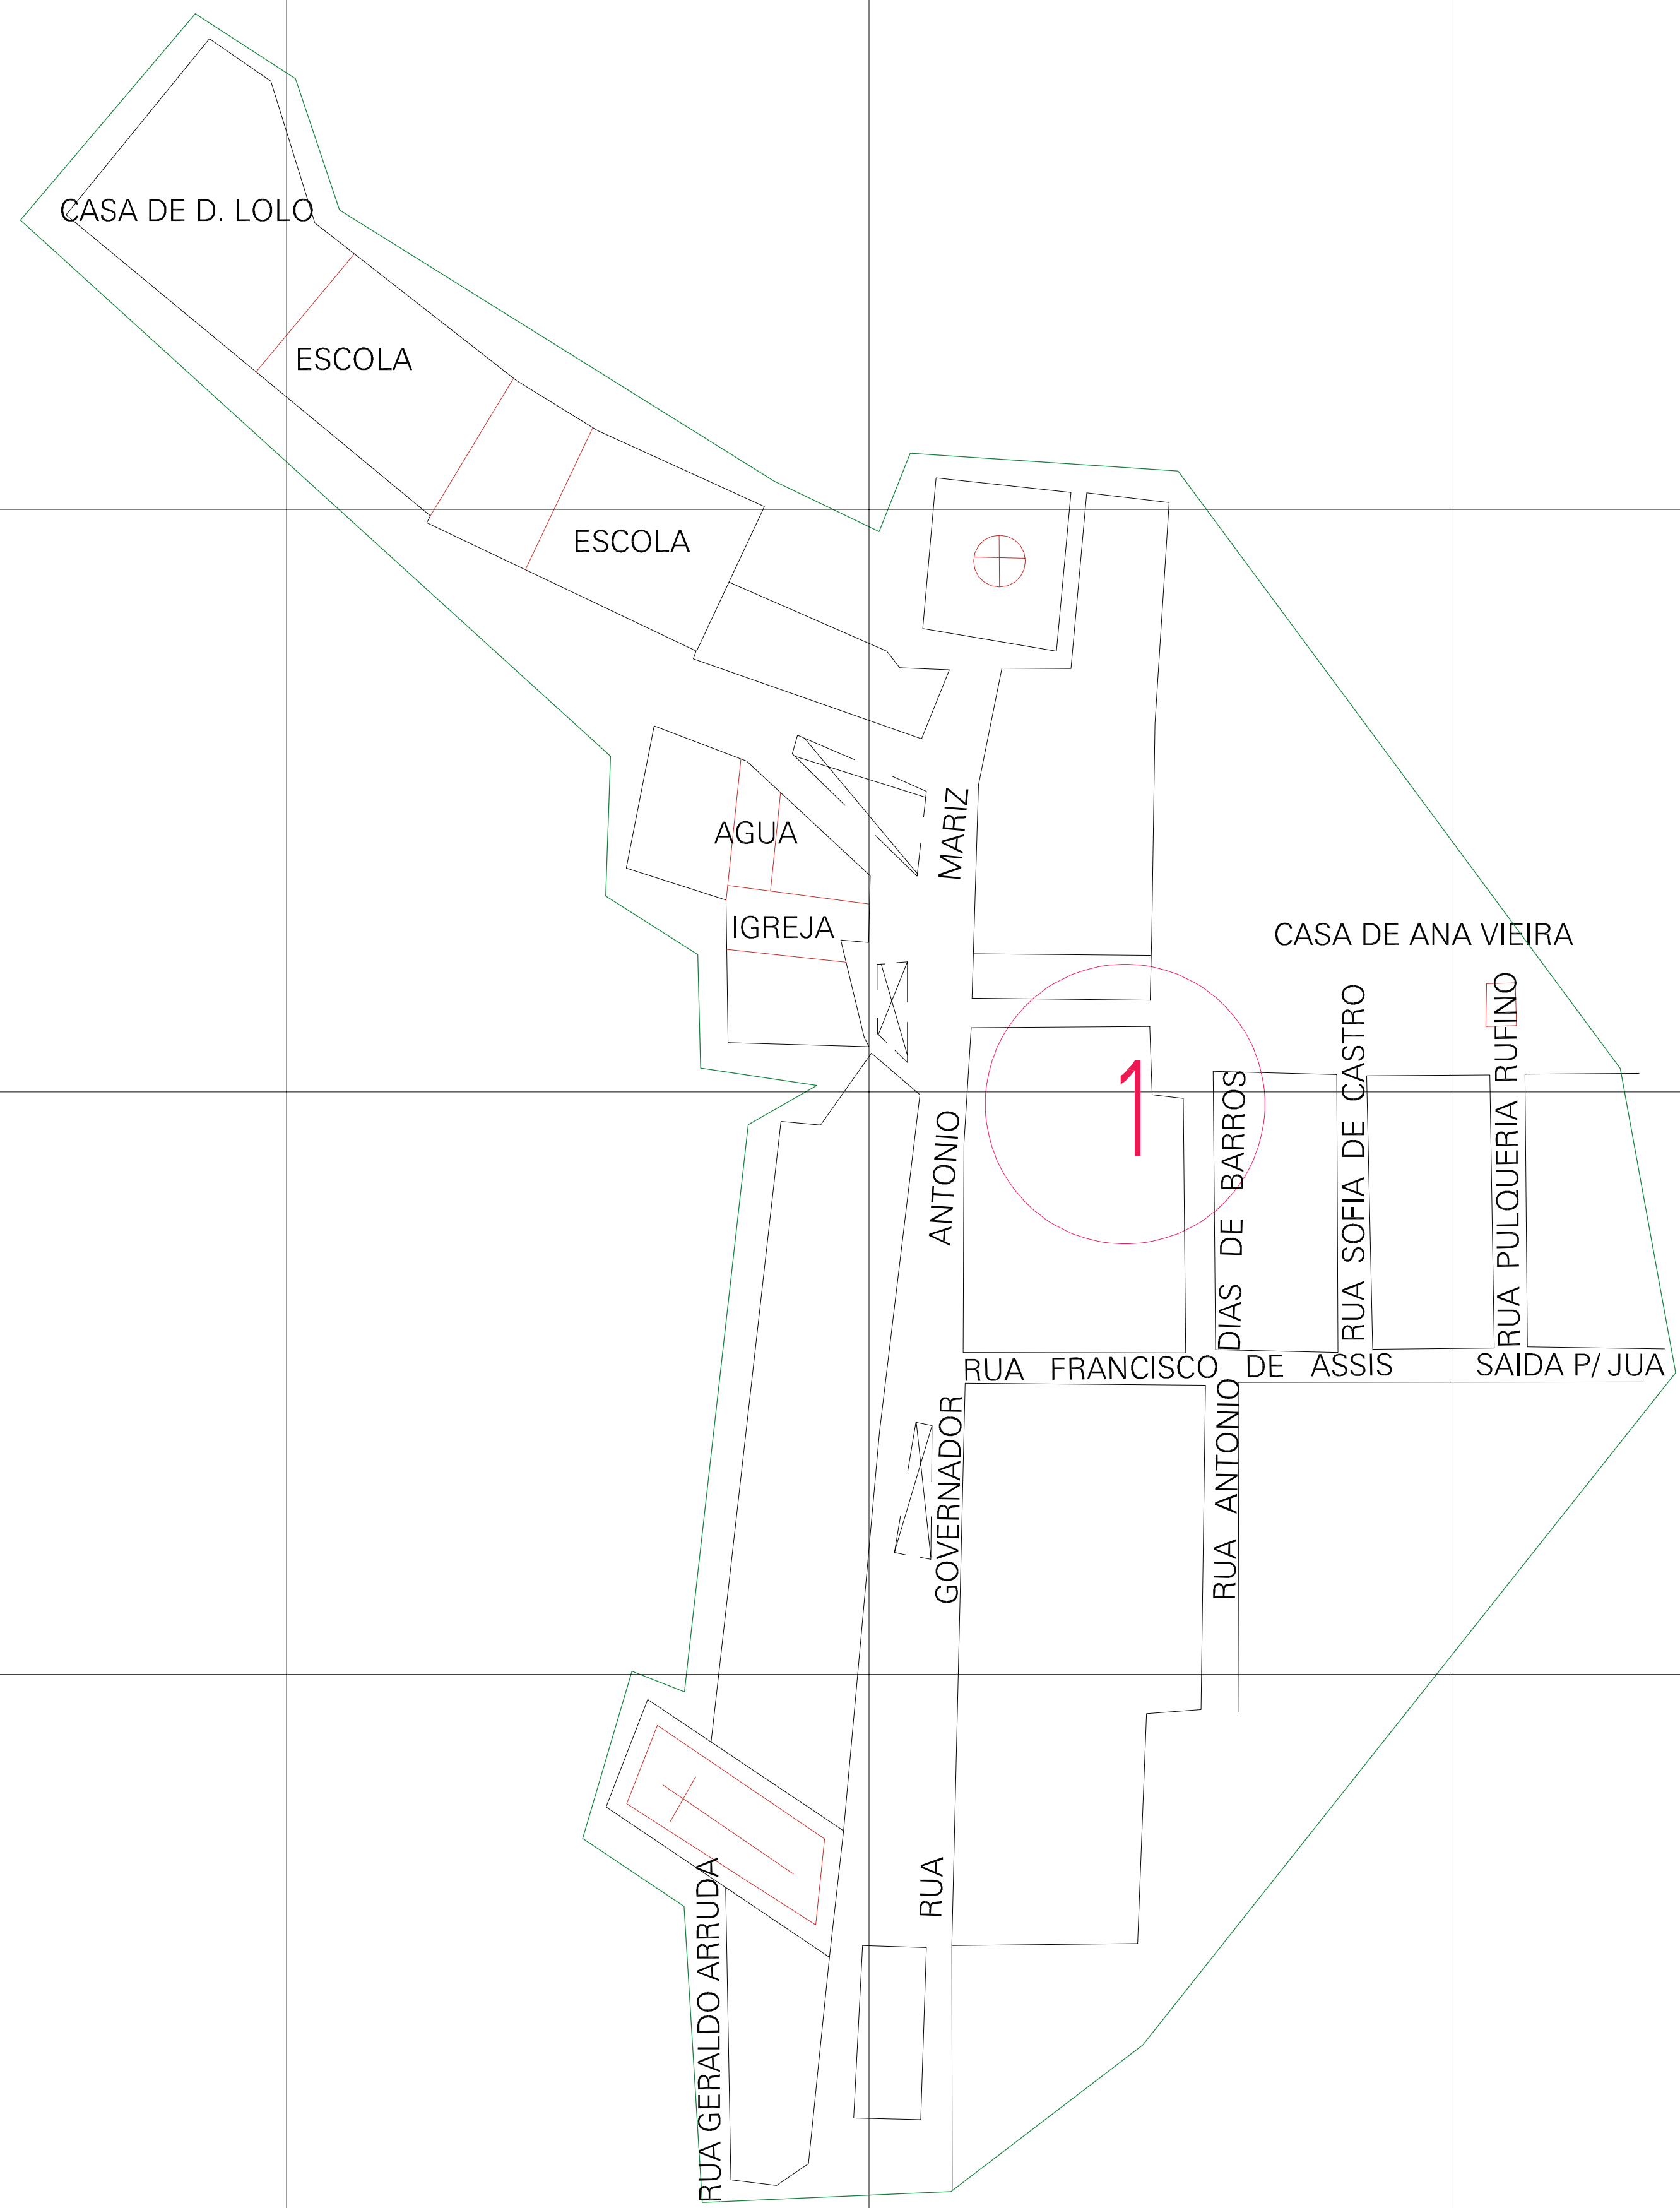 CASA DE D. LOLO
ESCOLA
ESCOLA
AGUA
IGREJA
CASA DE ANA VIEIRA
1
RUA GOVERNADOR ANTONIO MARIZ
RUA ANTONIO DIAS DE BARROS
RUA SOFIA DE CASTRO
RUA PULQUERIA RUFINO
RUA FRANCISCO DE ASSIS
SAIDA P/ JUA
RUA GERALDO ARRUDA